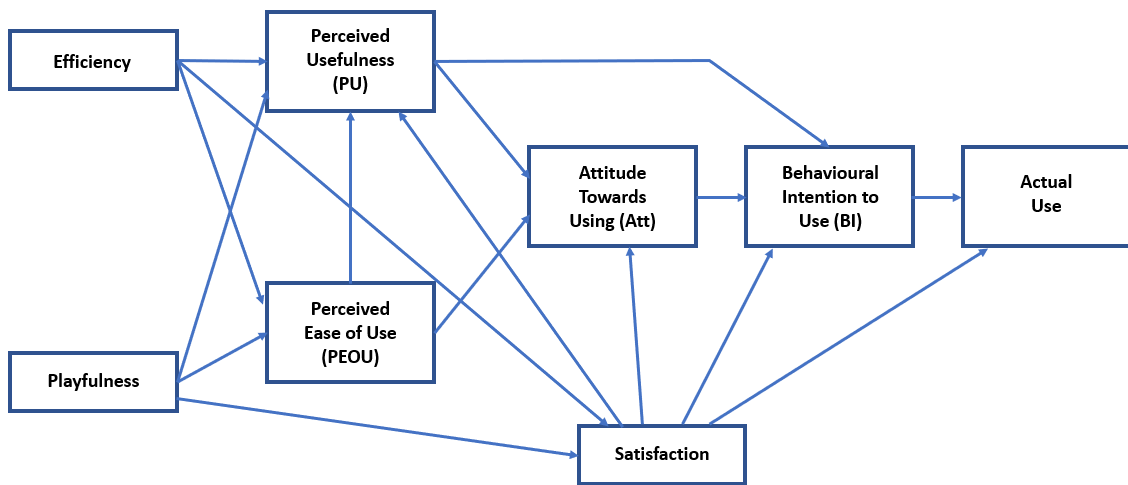 Efficiency
Perceived
Usefulness
(PU)
Attitude
Towards
Using (Att)
Behavioural
Intention to
Use (BI)
Actual
Use
Perceived
Ease of Use
(PEOU)
Playfulness
Satisfaction